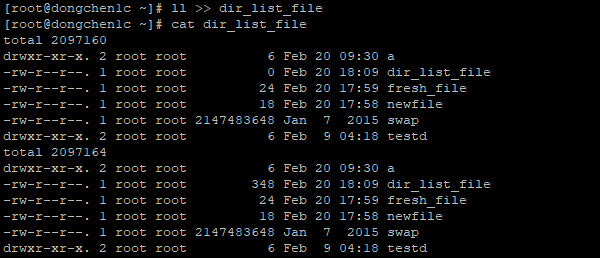 [root@dongchen1c ~]# ll >> dir_list_file
[root@dongchen1c ~]# cat dir_list_file
total 2097160
drwxr-xr-x. 2 root root          6 Feb 20 09:30 a
-rw-r--r--. 1 root root          0 Feb 20 18:09 dir_list_file
-rw-r--r--. 1 root root         24 Feb 20 17:59 fresh_file
-rw-r--r--. 1 root root         18 Feb 20 17:58 newfile
-rw-r--r--. 1 root root 2147483648 Jan  7  2015 swap
drwxr-xr-x. 2 root root          6 Feb  9 04:18 testd
total 2097164
drwxr-xr-x. 2 root root          6 Feb 20 09:30 a
-rw-r--r--. 1 root root        348 Feb 20 18:09 dir_list_file
-rw-r--r--. 1 root root         24 Feb 20 17:59 fresh_file
-rw-r--r--. 1 root root         18 Feb 20 17:58 newfile
-rw-r--r--. 1 root root 2147483648 Jan  7  2015 swap
drwxr-xr-x. 2 root root          6 Feb  9 04:18 testd